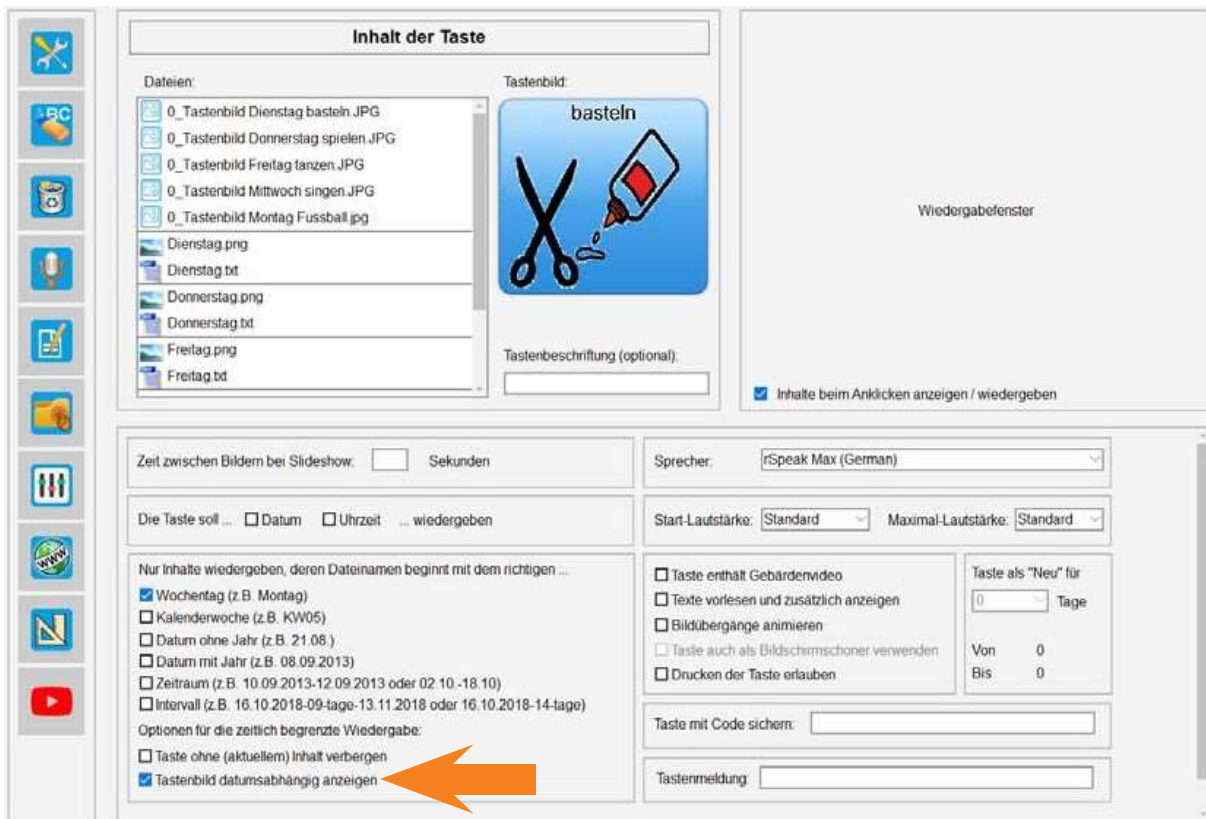 Inhalt der Taste
Dateien:
0_Tastenbild Dienstag basteln.JPG
0_Tastenbild Donnerstag spielen.JPG
0_Tastenbild Freitag tanzen.JPG
0_Tastenbild Mittwoch singen.JPG
0_Tastenbild Montag Fussball.jpg
Dienstag.png
Dienstag.txt
Donnerstag.png
Donnerstag.txt
Freitag.png
Freitag.txt
Tastenbild:
basteln
Tastenbeschriftung (optional):
Wiedergabefenster
Inhalte beim Anklicken anzeigen / wiedergeben
ABC
WWW
Zeit zwischen Bildern bei Slideshow: Sekunden
Die Taste soll ... Datum Uhrzeit ... wiedergeben
Nur Inhalte wiedergeben, deren Dateinamen beginnt mit dem richtigen ...
Wochentag (z.B. Montag)
Kalenderwoche (z.B. KW05)
Datum ohne Jahr (z.B. 21.08.)
Datum mit Jahr (z.B. 08.09.2013)
Zeitraum (z.B. 10.09.2013-12.09.2013 oder 02.10.-18.10)
Intervall (z.B. 16.10.2018-09-tage-13.11.2018 oder 16.10.2018-14-tage)
Optionen für die zeitlich begrenzte Wiedergabe:
Taste ohne (aktuellem) Inhalt verbergen
Tastenbild datumsabhängig anzeigen
Sprecher: rSpeak Max (German)
Start-Lautstärke: Standard Maximal-Lautstärke: Standard
Taste enthält Gebärdenvideo
Texte vorlesen und zusätzlich anzeigen
Bildübergänge animieren
Taste auch als Bildschirmschoner verwenden
Drucken der Taste erlauben
Taste als "Neu" für
0 Tage
Von 0
Bis 0
Taste mit Code sichern:
Tastenmeldung: